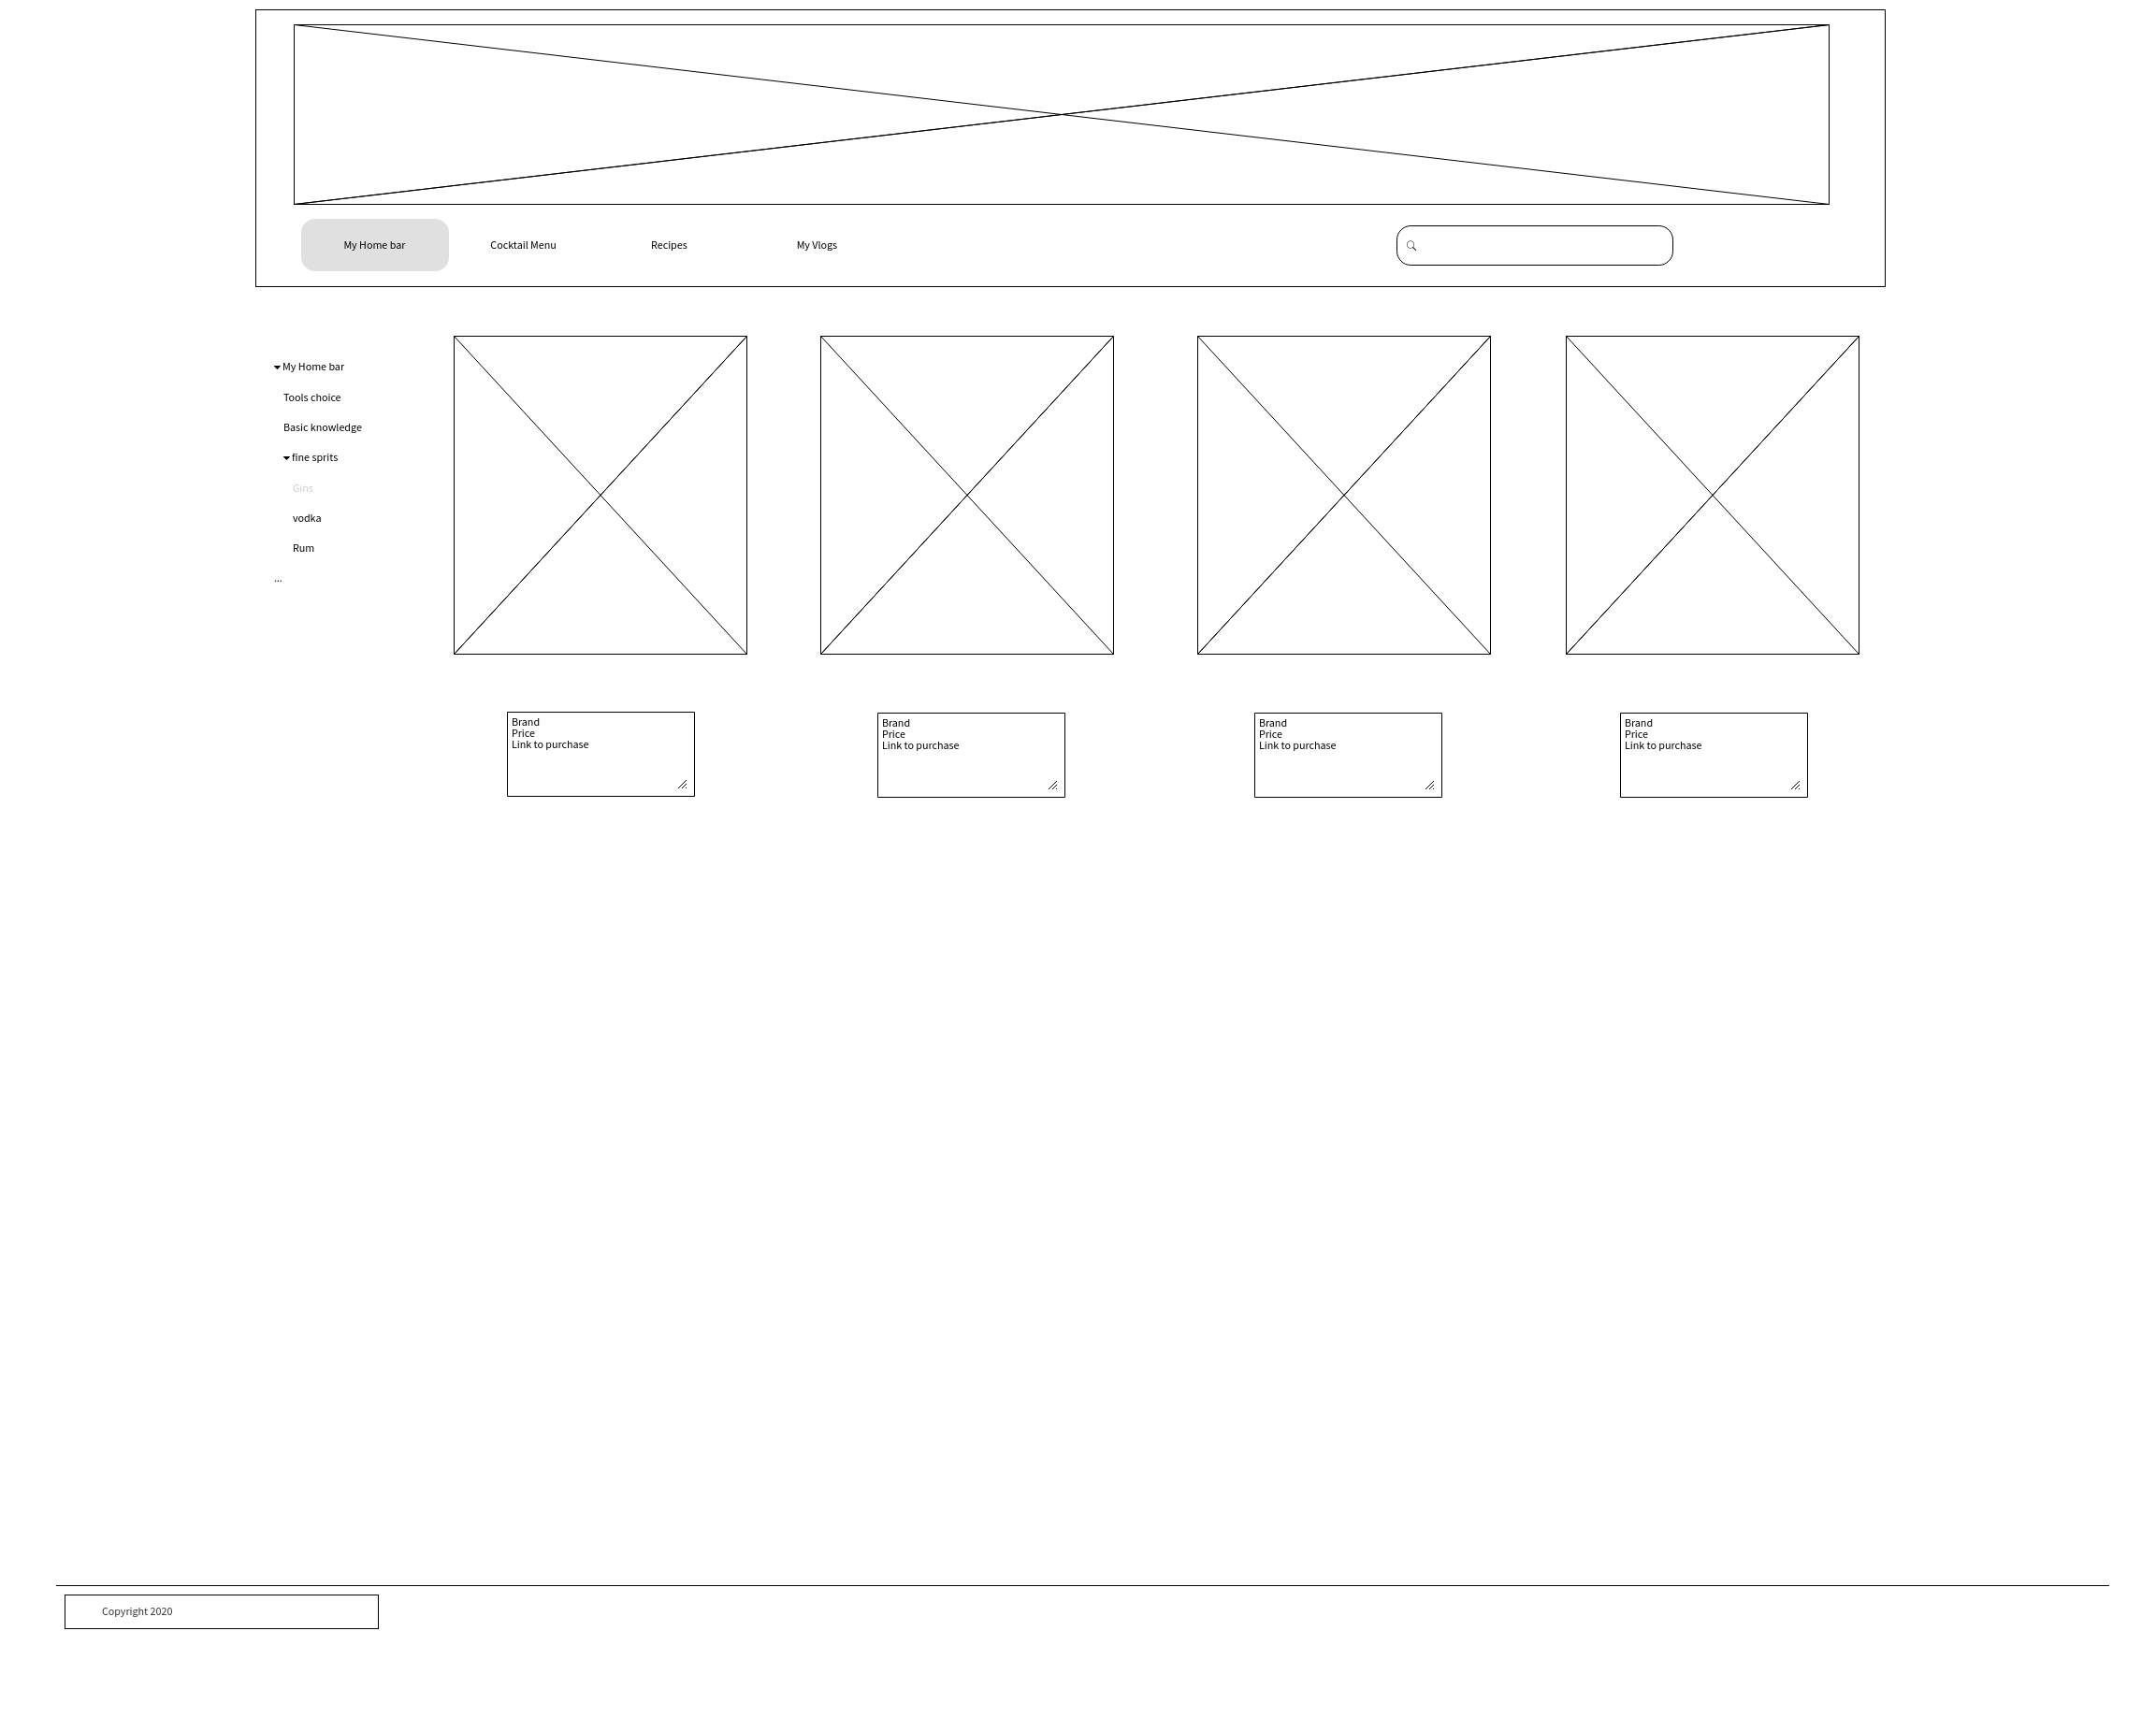 My Home bar
Cocktail Menu
Recipes
My Vlogs
My Home bar
Tools choice
Basic knowledge
fine sprits
Gins
vodka
Rum
...
Brand
Price
Link to purchase
Brand
Price
Link to purchase
Brand
Price
Link to purchase
Brand
Price
Link to purchase
Copyright 2020